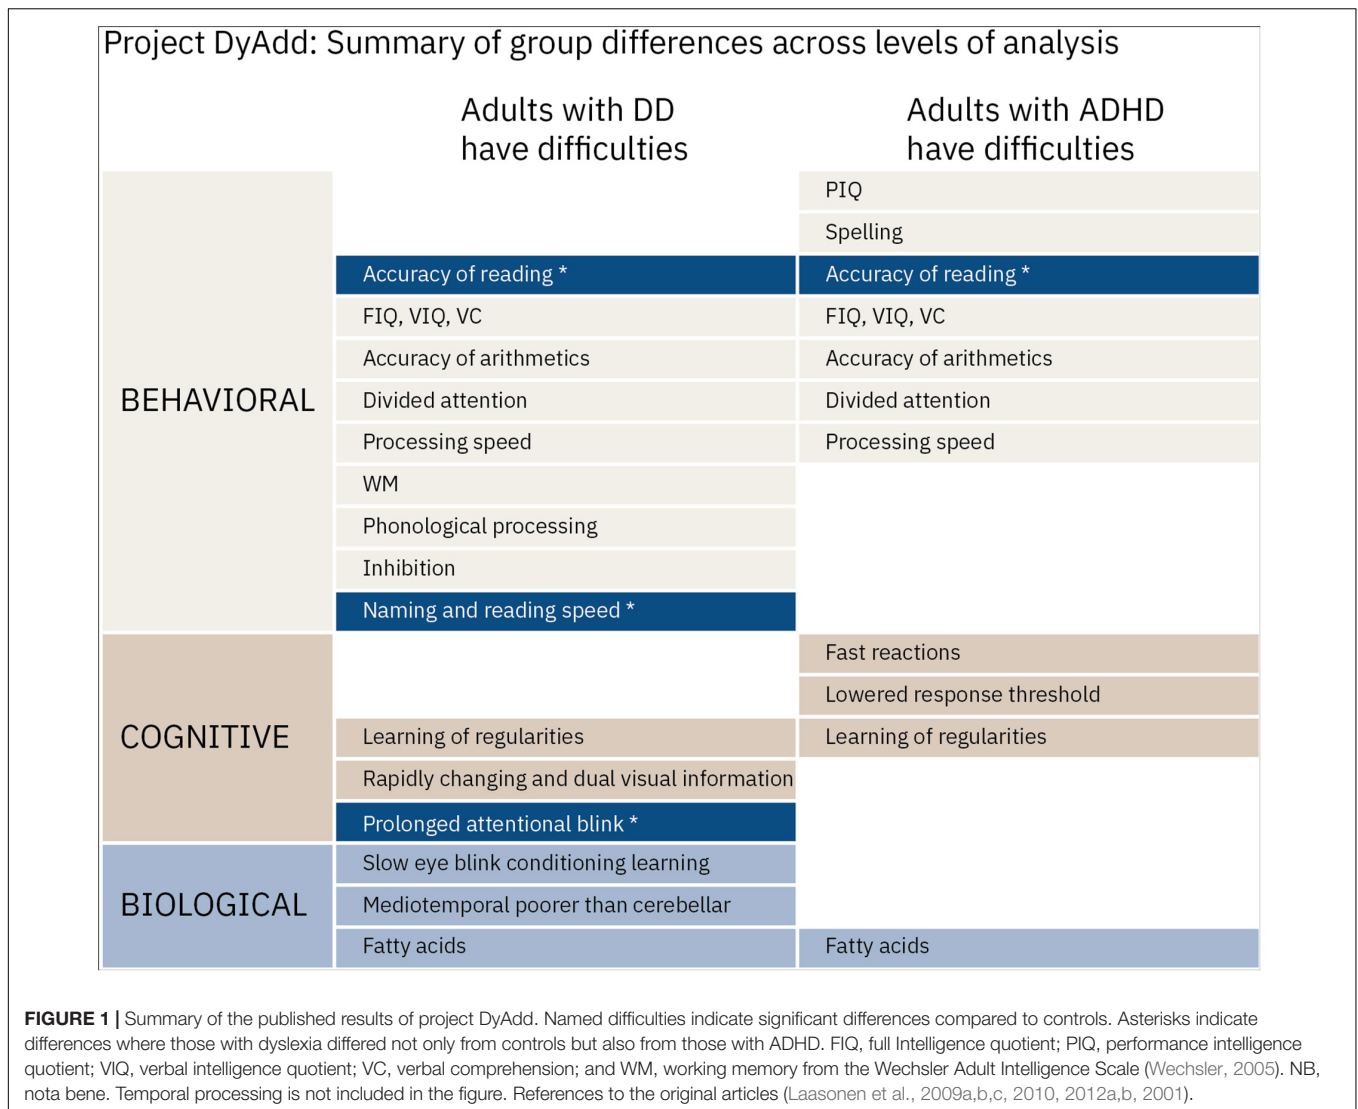 Project DyAdd: Summary of group differences across levels of analysis
Adults with DD
have difficulties
Adults with ADHD
have difficulties
BEHAVIORAL
PIQ
Spelling
Accuracy of reading *
Accuracy of reading *
FIQ, VIQ, VC
FIQ, VIQ, VC
Accuracy of arithmetics
Accuracy of arithmetics
Divided attention
Divided attention
Processing speed
Processing speed
WM
Phonological processing
Inhibition
Naming and reading speed *
COGNITIVE
Fast reactions
Lowered response threshold
Learning of regularities
Learning of regularities
Rapidly changing and dual visual information
Prolonged attentional blink *
BIOLOGICAL
Slow eye blink conditioning learning
Mediotemporal poorer than cerebellar
Fatty acids
Fatty acids
FIGURE 1 | Summary of the published results of project DyAdd. Named difficulties indicate significant differences compared to controls. Asterisks indicate
differences where those with dyslexia differed not only from controls but also from those with ADHD. FIQ, full Intelligence quotient; PIQ, performance intelligence
quotient; VIQ, verbal intelligence quotient; VC, verbal comprehension; and WM, working memory from the Wechsler Adult Intelligence Scale (Wechsler, 2005). NB,
nota bene. Temporal processing is not included in the figure. References to the original articles (Laasonen et al., 2009a,b,c, 2010, 2012a,b, 2001).